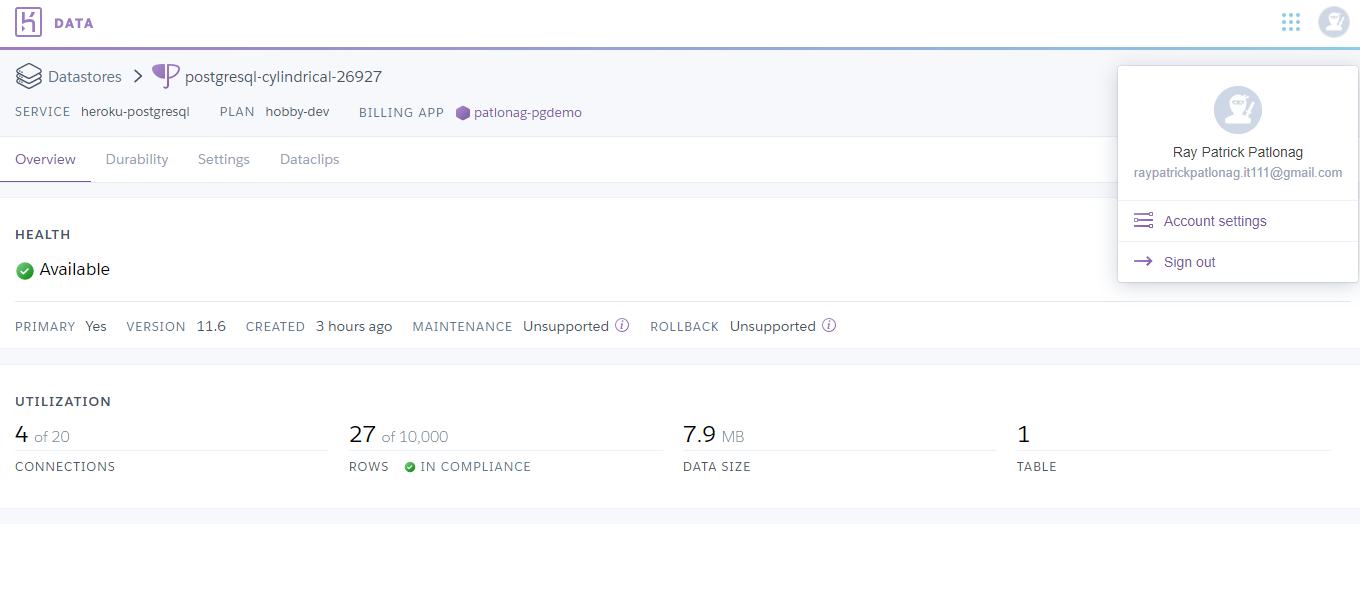 DATA
Datastores postgresql-cylindrical-26927
SERVICE heroku-postgresql PLAN hobby-dev BILLING APP patlonag-pgdemo
Overview Durability Settings Dataclips
Ray Patrick Patlonag
raypatrickpatlonag.it111@gmail.com
Account settings
Sign out
HEALTH
Available
PRIMARY Yes VERSION 11.6 CREATED 3 hours ago MAINTENANCE Unsupported ROLLBACK Unsupported
UTILIZATION
4 of 20 27 of 10,000 7.9 MB 1
CONNECTIONS ROWS IN COMPLIANCE DATA SIZE TABLE